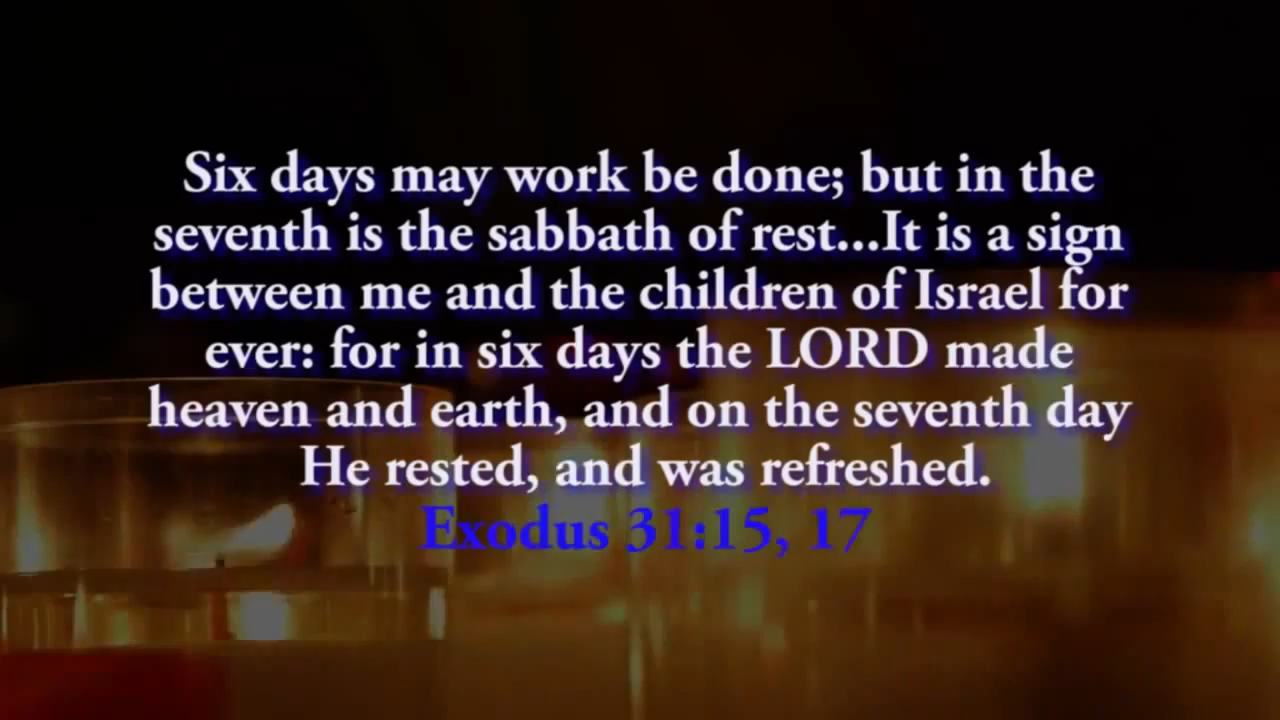 Six days may work be done; but in the
seventh is the sabbath of rest...It is a sign
between me and the children of Israel for
ever: for in six days the LORD made
heaven and earth, and on the seventh day
He rested, and was refreshed.
Exodus 31:15, 17